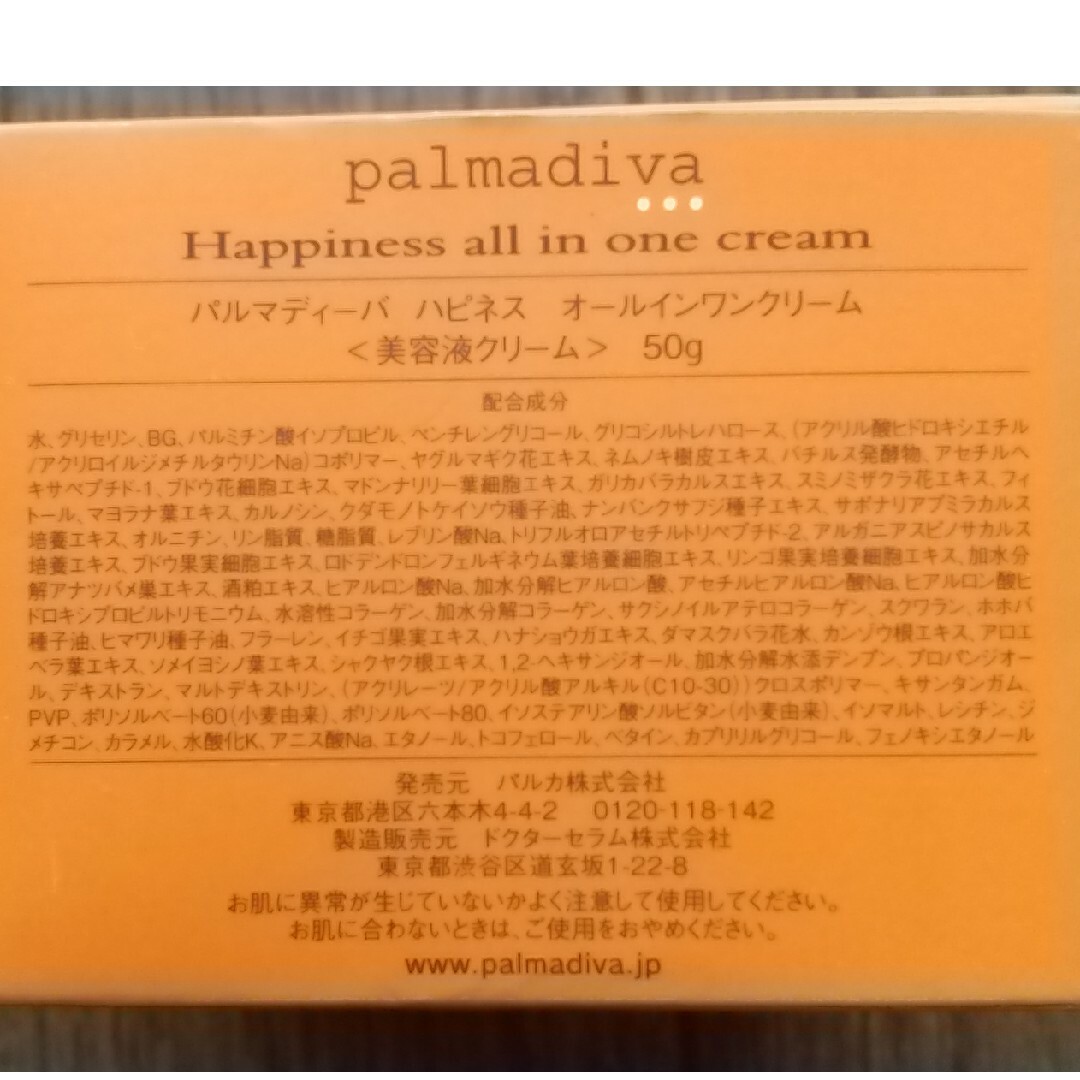 palmadiva
Happiness all in one cream
パルマディーバ ハピネス オールインワンクリーム
＜美容液クリーム＞ 50g
配合成分
水、グリセリン、BG、パルミチン酸イソプロピル、ペンチレングリコール、グリコシルトレハロース、(アクリル酸ヒドロキシエチル
/アクリロイルジメチルタウリンNa)コポリマー、ヤグルマギク花エキス、ネムノキ樹皮エキス、バチルス発酵物、アセチルヘ
キサペプチド-1、ブドウ花細胞エキス、マドンナリリー葉細胞エキス、ガリカバラカルスエキス、スミノミザクラ花エキス、フィ
トール、マヨラナ葉エキス、カルノシン、クダモノトケイソウ種子油、ナンバンクサフジ種子エキス、サポナリアプミラカルス
培養エキス、オルニチン、リン脂質、糖脂質、レブリン酸Na、トリフルオロアセチルトリペプチド-2、アルガニアスピノサカルス
培養エキス、ブドウ果実細胞エキス、ロドデンドロンフェルギネウム葉培養細胞エキス、リンゴ果実培養細胞エキス、加水分
解アナツバメ巣エキス、酒粕エキス、ヒアルロン酸Na、加水分解ヒアルロン酸、アセチルヒアルロン酸Na、ヒアルロン酸ヒ
ドロキシプロピルトリモニウム、水溶性コラーゲン、加水分解コラーゲン、サクシノイルアテロコラーゲン、スクワラン、ホホバ
種子油、ヒマワリ種子油、フラーレン、イチゴ果実エキス、ハナショウガエキス、ダマスクバラ花水、カンゾウ根エキス、アロエ
ベラ葉エキス、ソメイヨシノ葉エキス、シャクヤク根エキス、1,2-ヘキサンジオール、加水分解水添デンプン、プロパンジオー
ル、デキストラン、マルトデキストリン、(アクリレーツ/アクリル酸アルキル(C10-30))クロスポリマー、キサンタンガム、
PVP、ポリソルベート60(小麦由来)、ポリソルベート80、イソステアリン酸ソルビタン(小麦由来)、イソマルト、レシチン、ジ
メチコン、カラメル、水酸化K、アニス酸Na、エタノール、トコフェロール、ベタイン、カプリリルグリコール、フェノキシエタノール
発売元 パルカ株式会社
東京都港区六本木4-4-2 0120-118-142
製造販売元 ドクターセラム株式会社
東京都渋谷区道玄坂1-22-8
お肌に異常が生じていないかよく注意して使用してください。
お肌に合わないときは、ご使用をおやめください。
www.palmadiva.jp